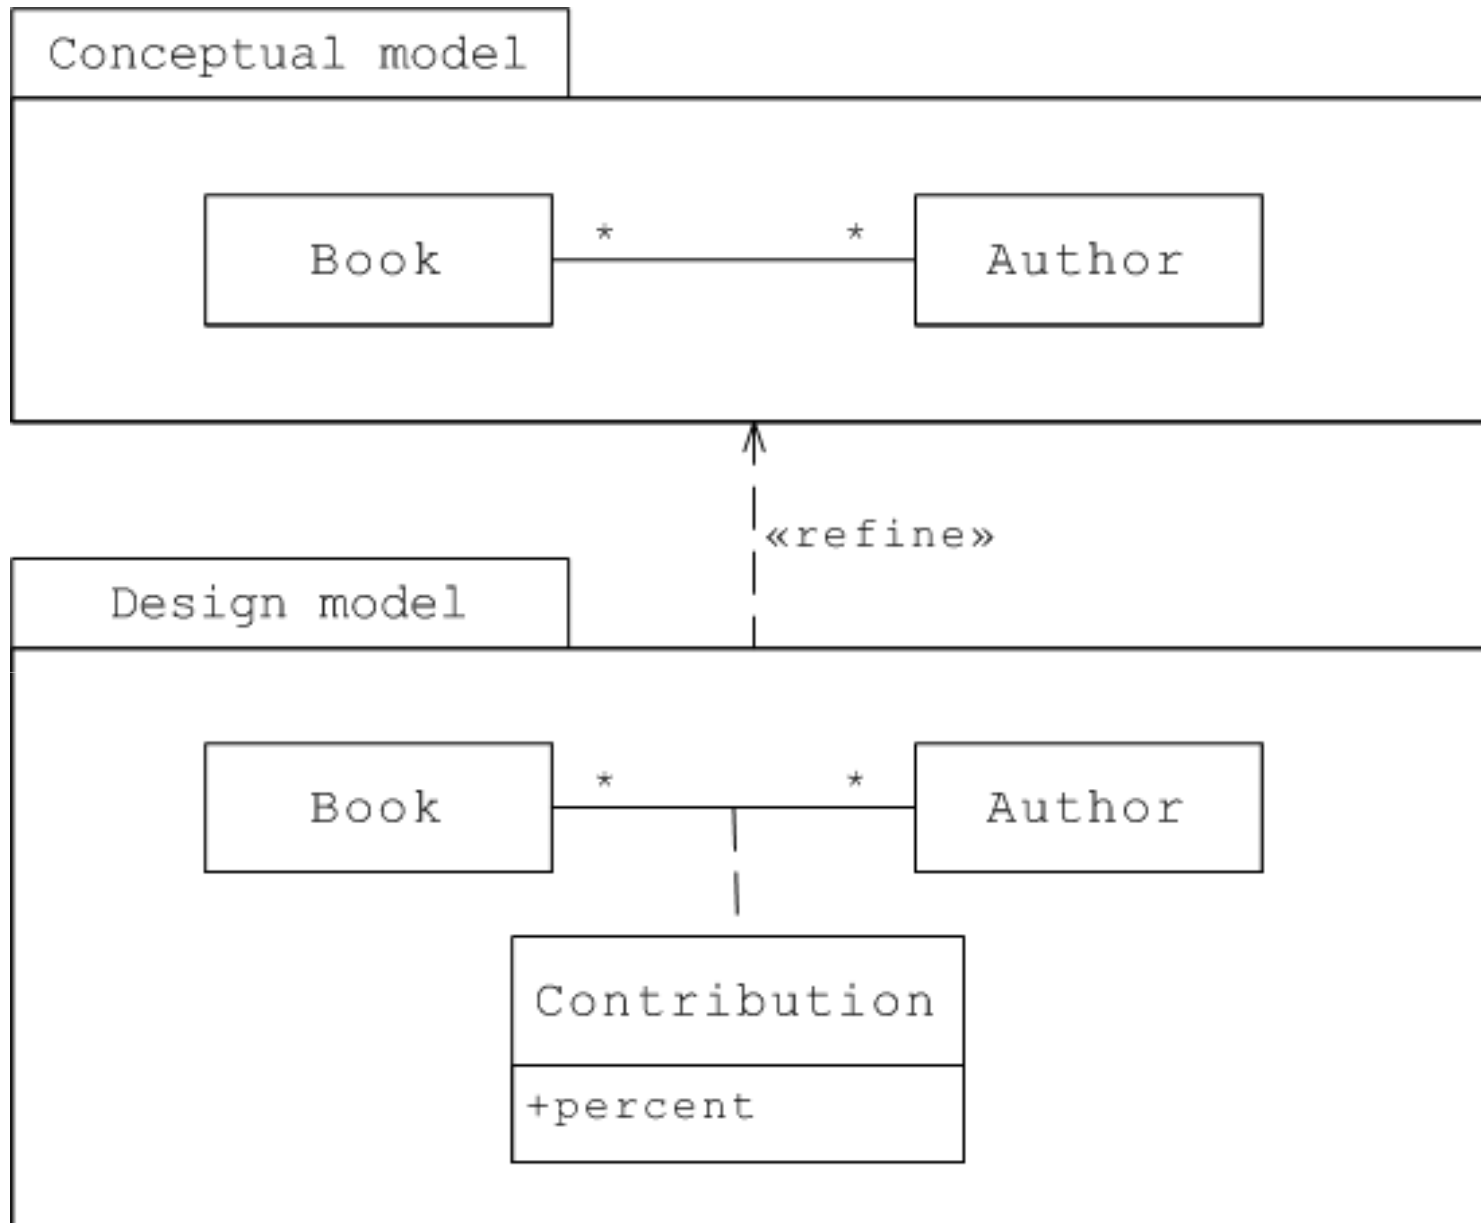 Conceptual model
* *
Book Author
«refine»
Design model
* *
Book Author
Contribution
+percent